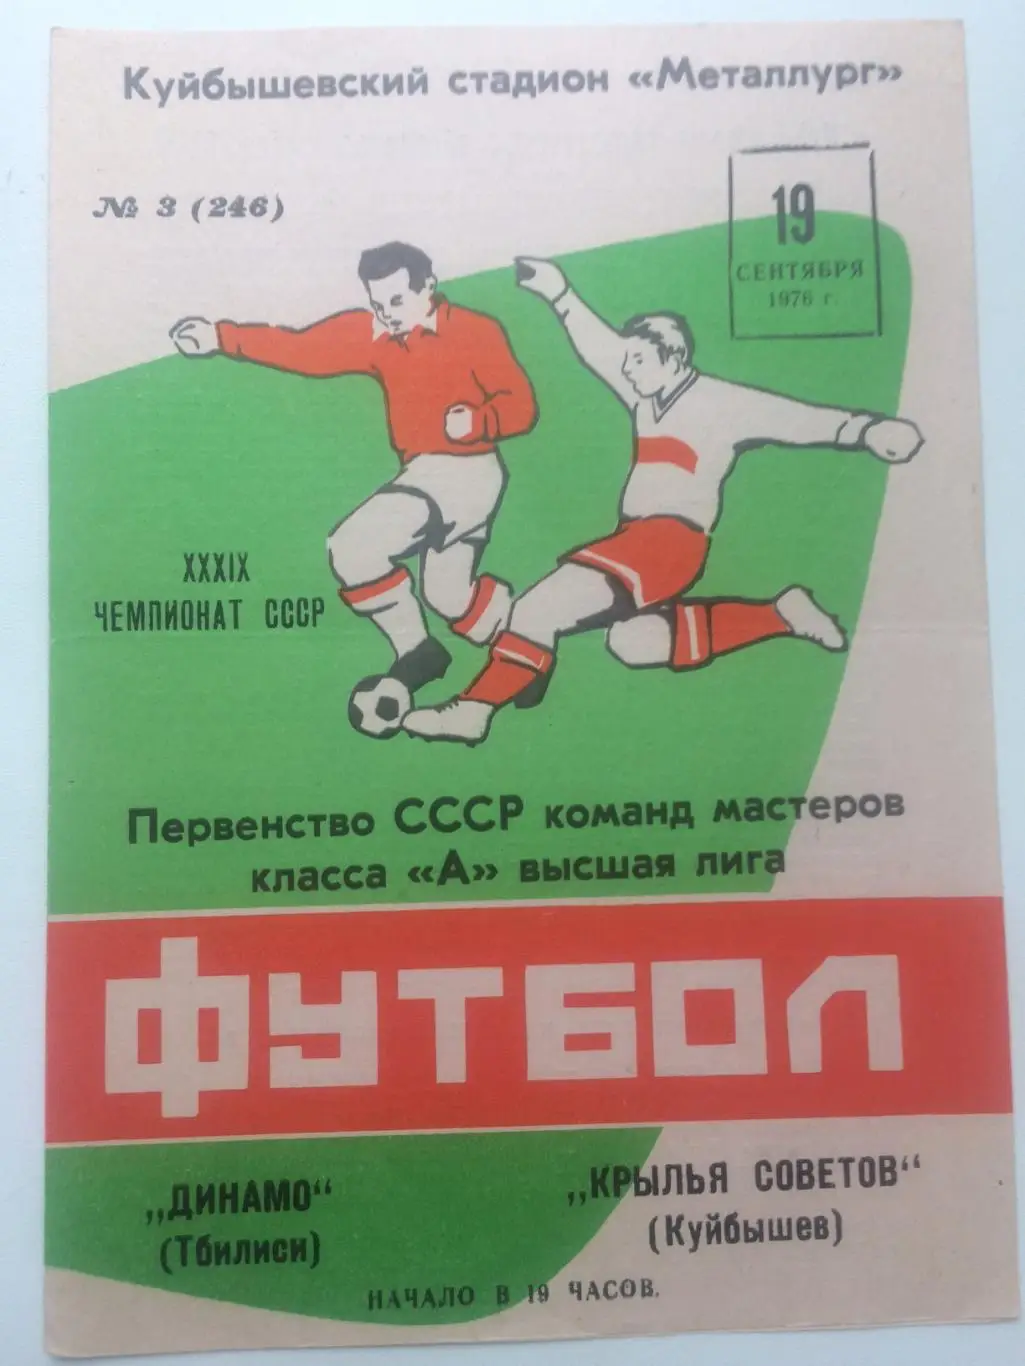 Куйбышевский стадион «Металлург»
№ 3 (246)
19
СЕНТЯБРЯ
1976 г.
XXXIX
ЧЕМПИОНАТ СССР
Первенство СССР команд мастеров
класса «А» высшая лига
ФУТБОЛ
„ДИНАМО“
(Тбилиси)
„КРЫЛЬЯ СОВЕТОВ“
(Куйбышев)
НАЧАЛО В 19 ЧАСОВ.